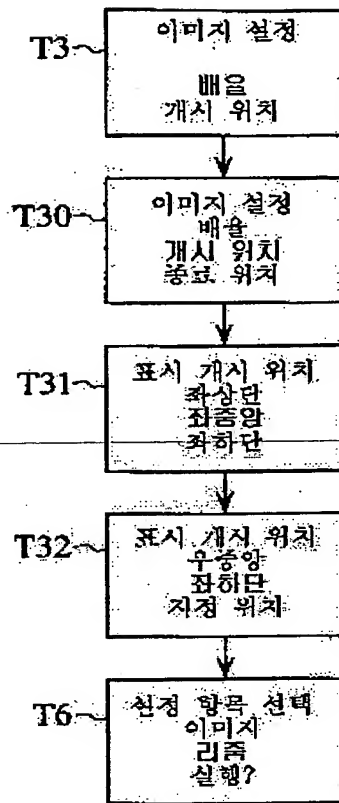 T3
이미지 설정
배율
개시 위치
T30
이미지 설정
배율
개시 위치
종료 위치
T31
표시 개시 위치
좌상단
좌중앙
좌하단
T32
표시 개시 위치
우중앙
좌하단
지정 위치
T6
설정 항목 선택
이미지
리줌
실행?